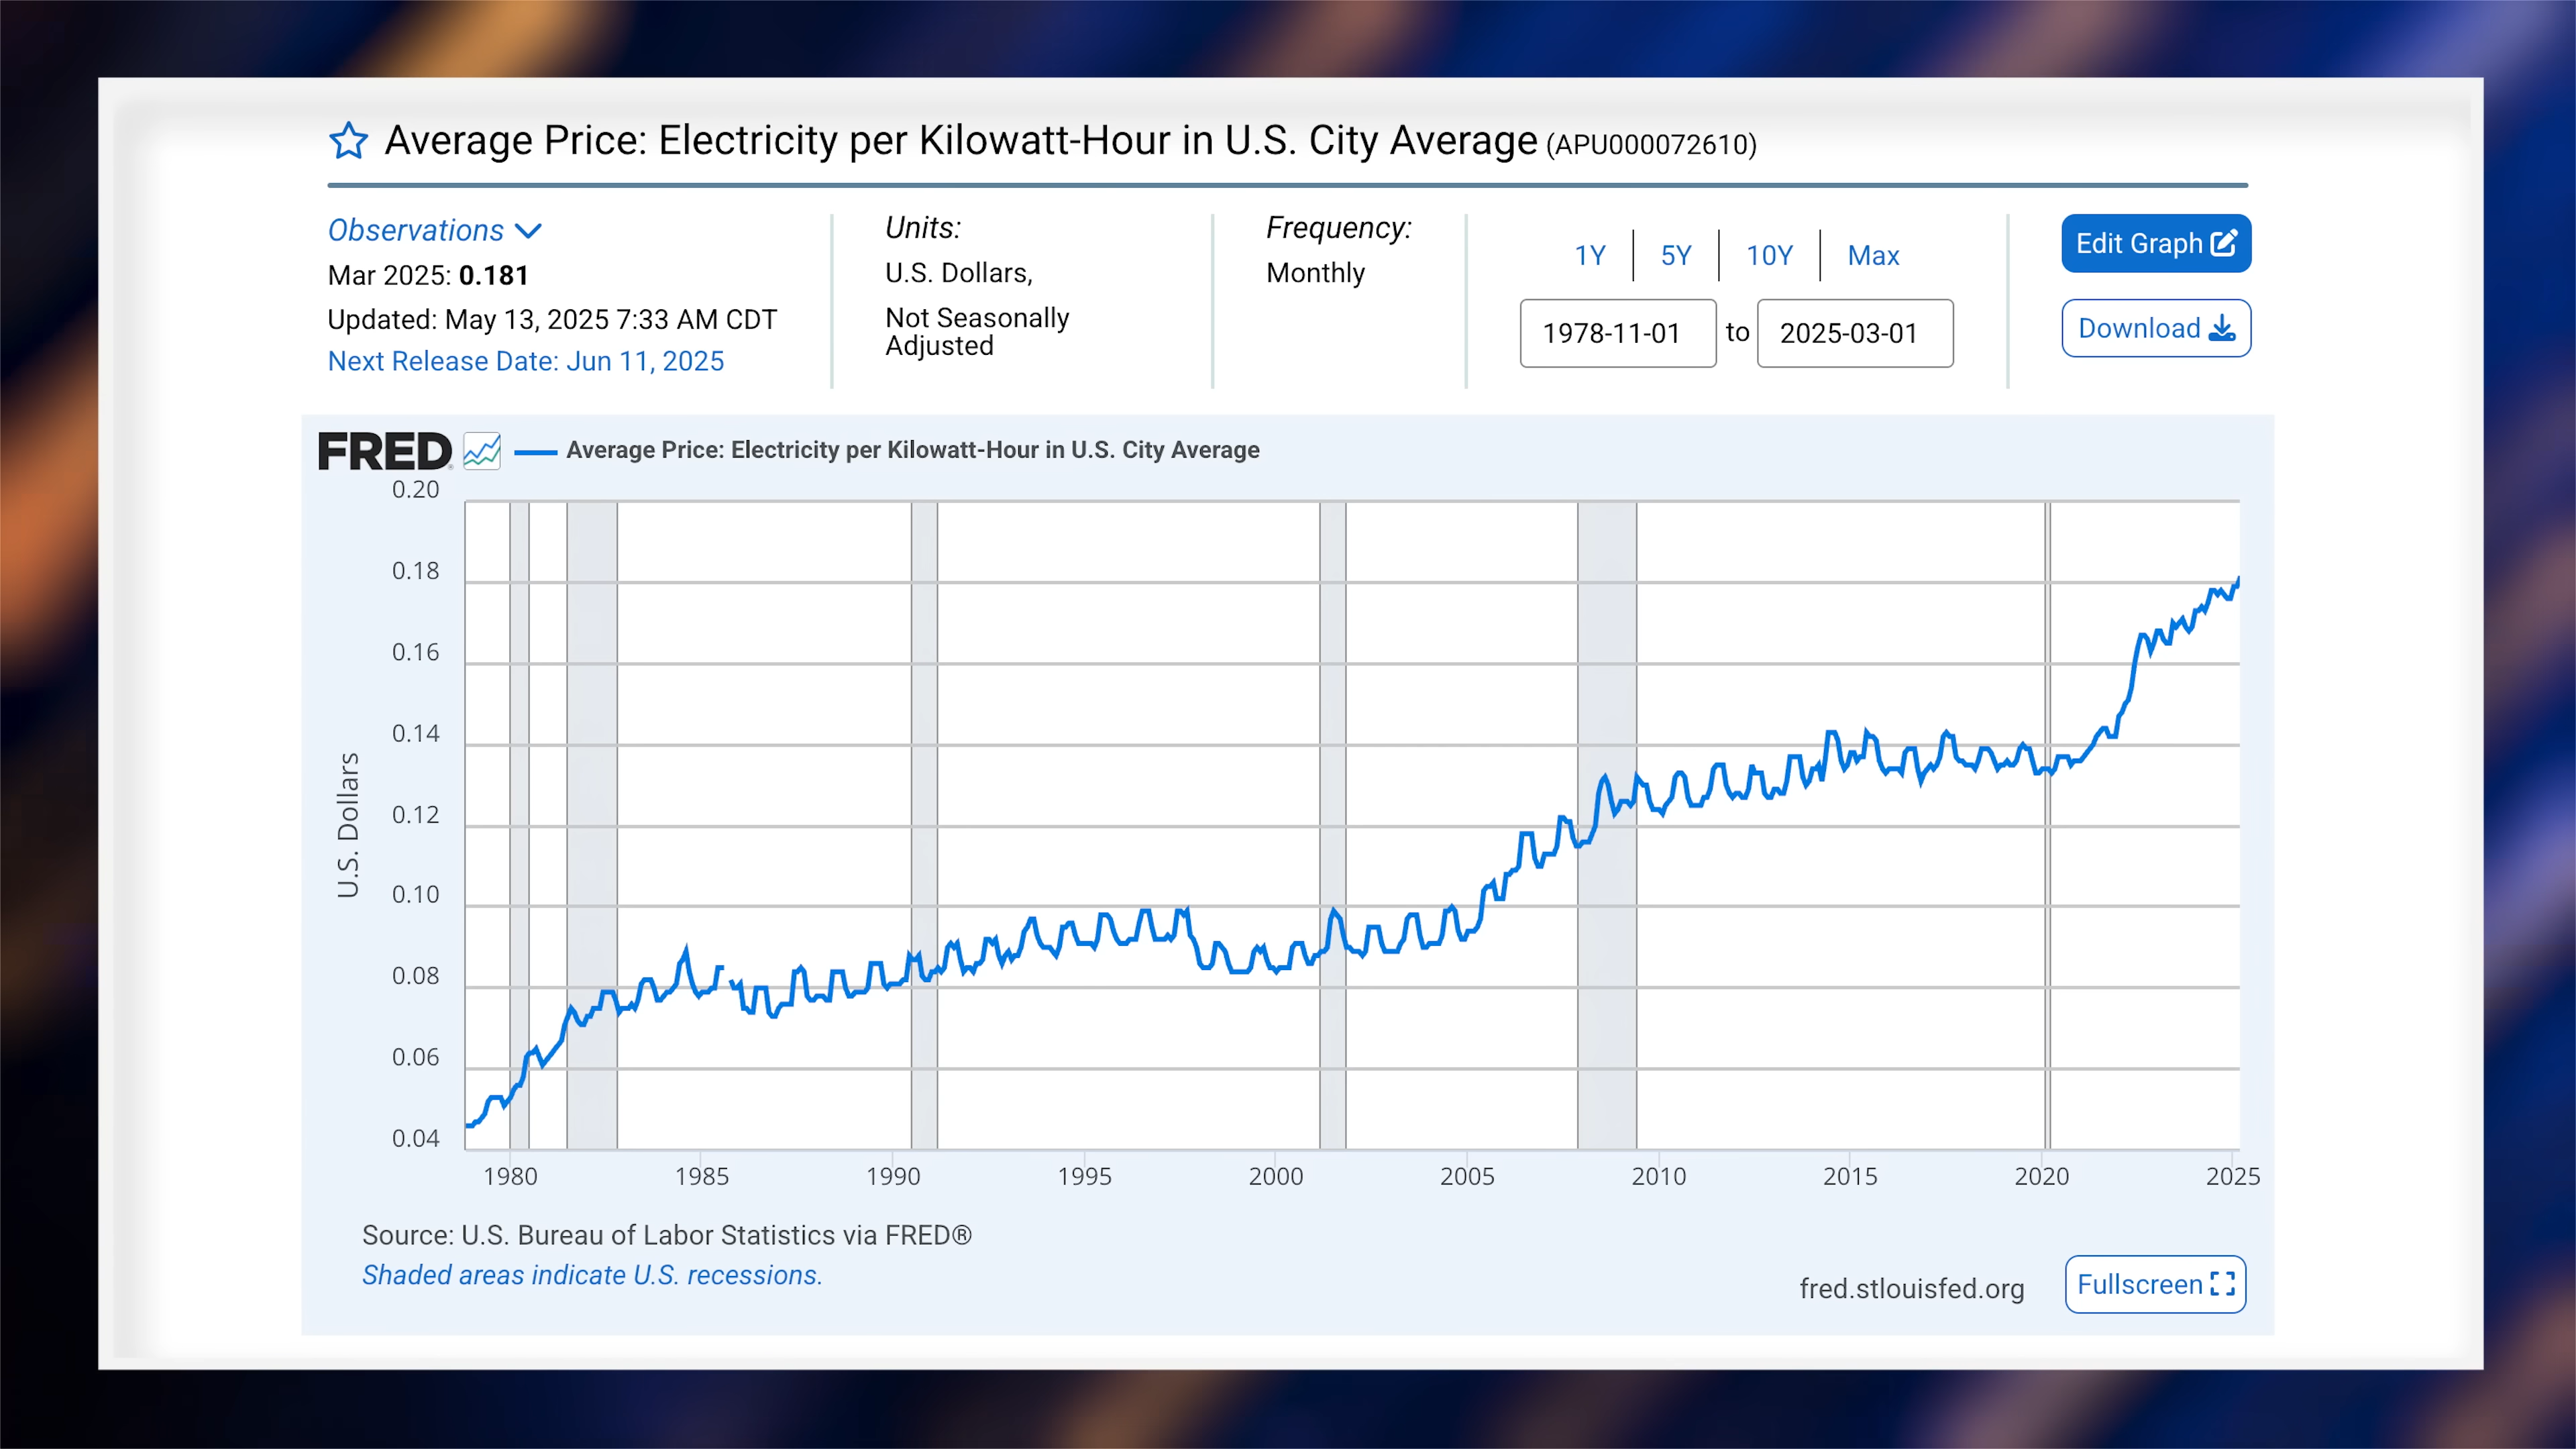 Average Price: Electricity per Kilowatt-Hour in U.S. City Average (APU000072610)
Observations
Mar 2025: 0.181
Updated: May 13, 2025 7:33 AM CDT
Next Release Date: Jun 11, 2025
Units:
U.S. Dollars,
Not Seasonally
Adjusted
Frequency:
Monthly
1Y 5Y 10Y Max
1978-11-01 to 2025-03-01
Edit Graph
Download
FRED Average Price: Electricity per Kilowatt-Hour in U.S. City Average
U.S. Dollars
0.20
0.18
0.16
0.14
0.12
0.10
0.08
0.06
0.04
1980 1985 1990 1995 2000 2005 2010 2015 2020 2025
Source: U.S. Bureau of Labor Statistics via FRED®
Shaded areas indicate U.S. recessions.
fred.stlouisfed.org
Fullscreen